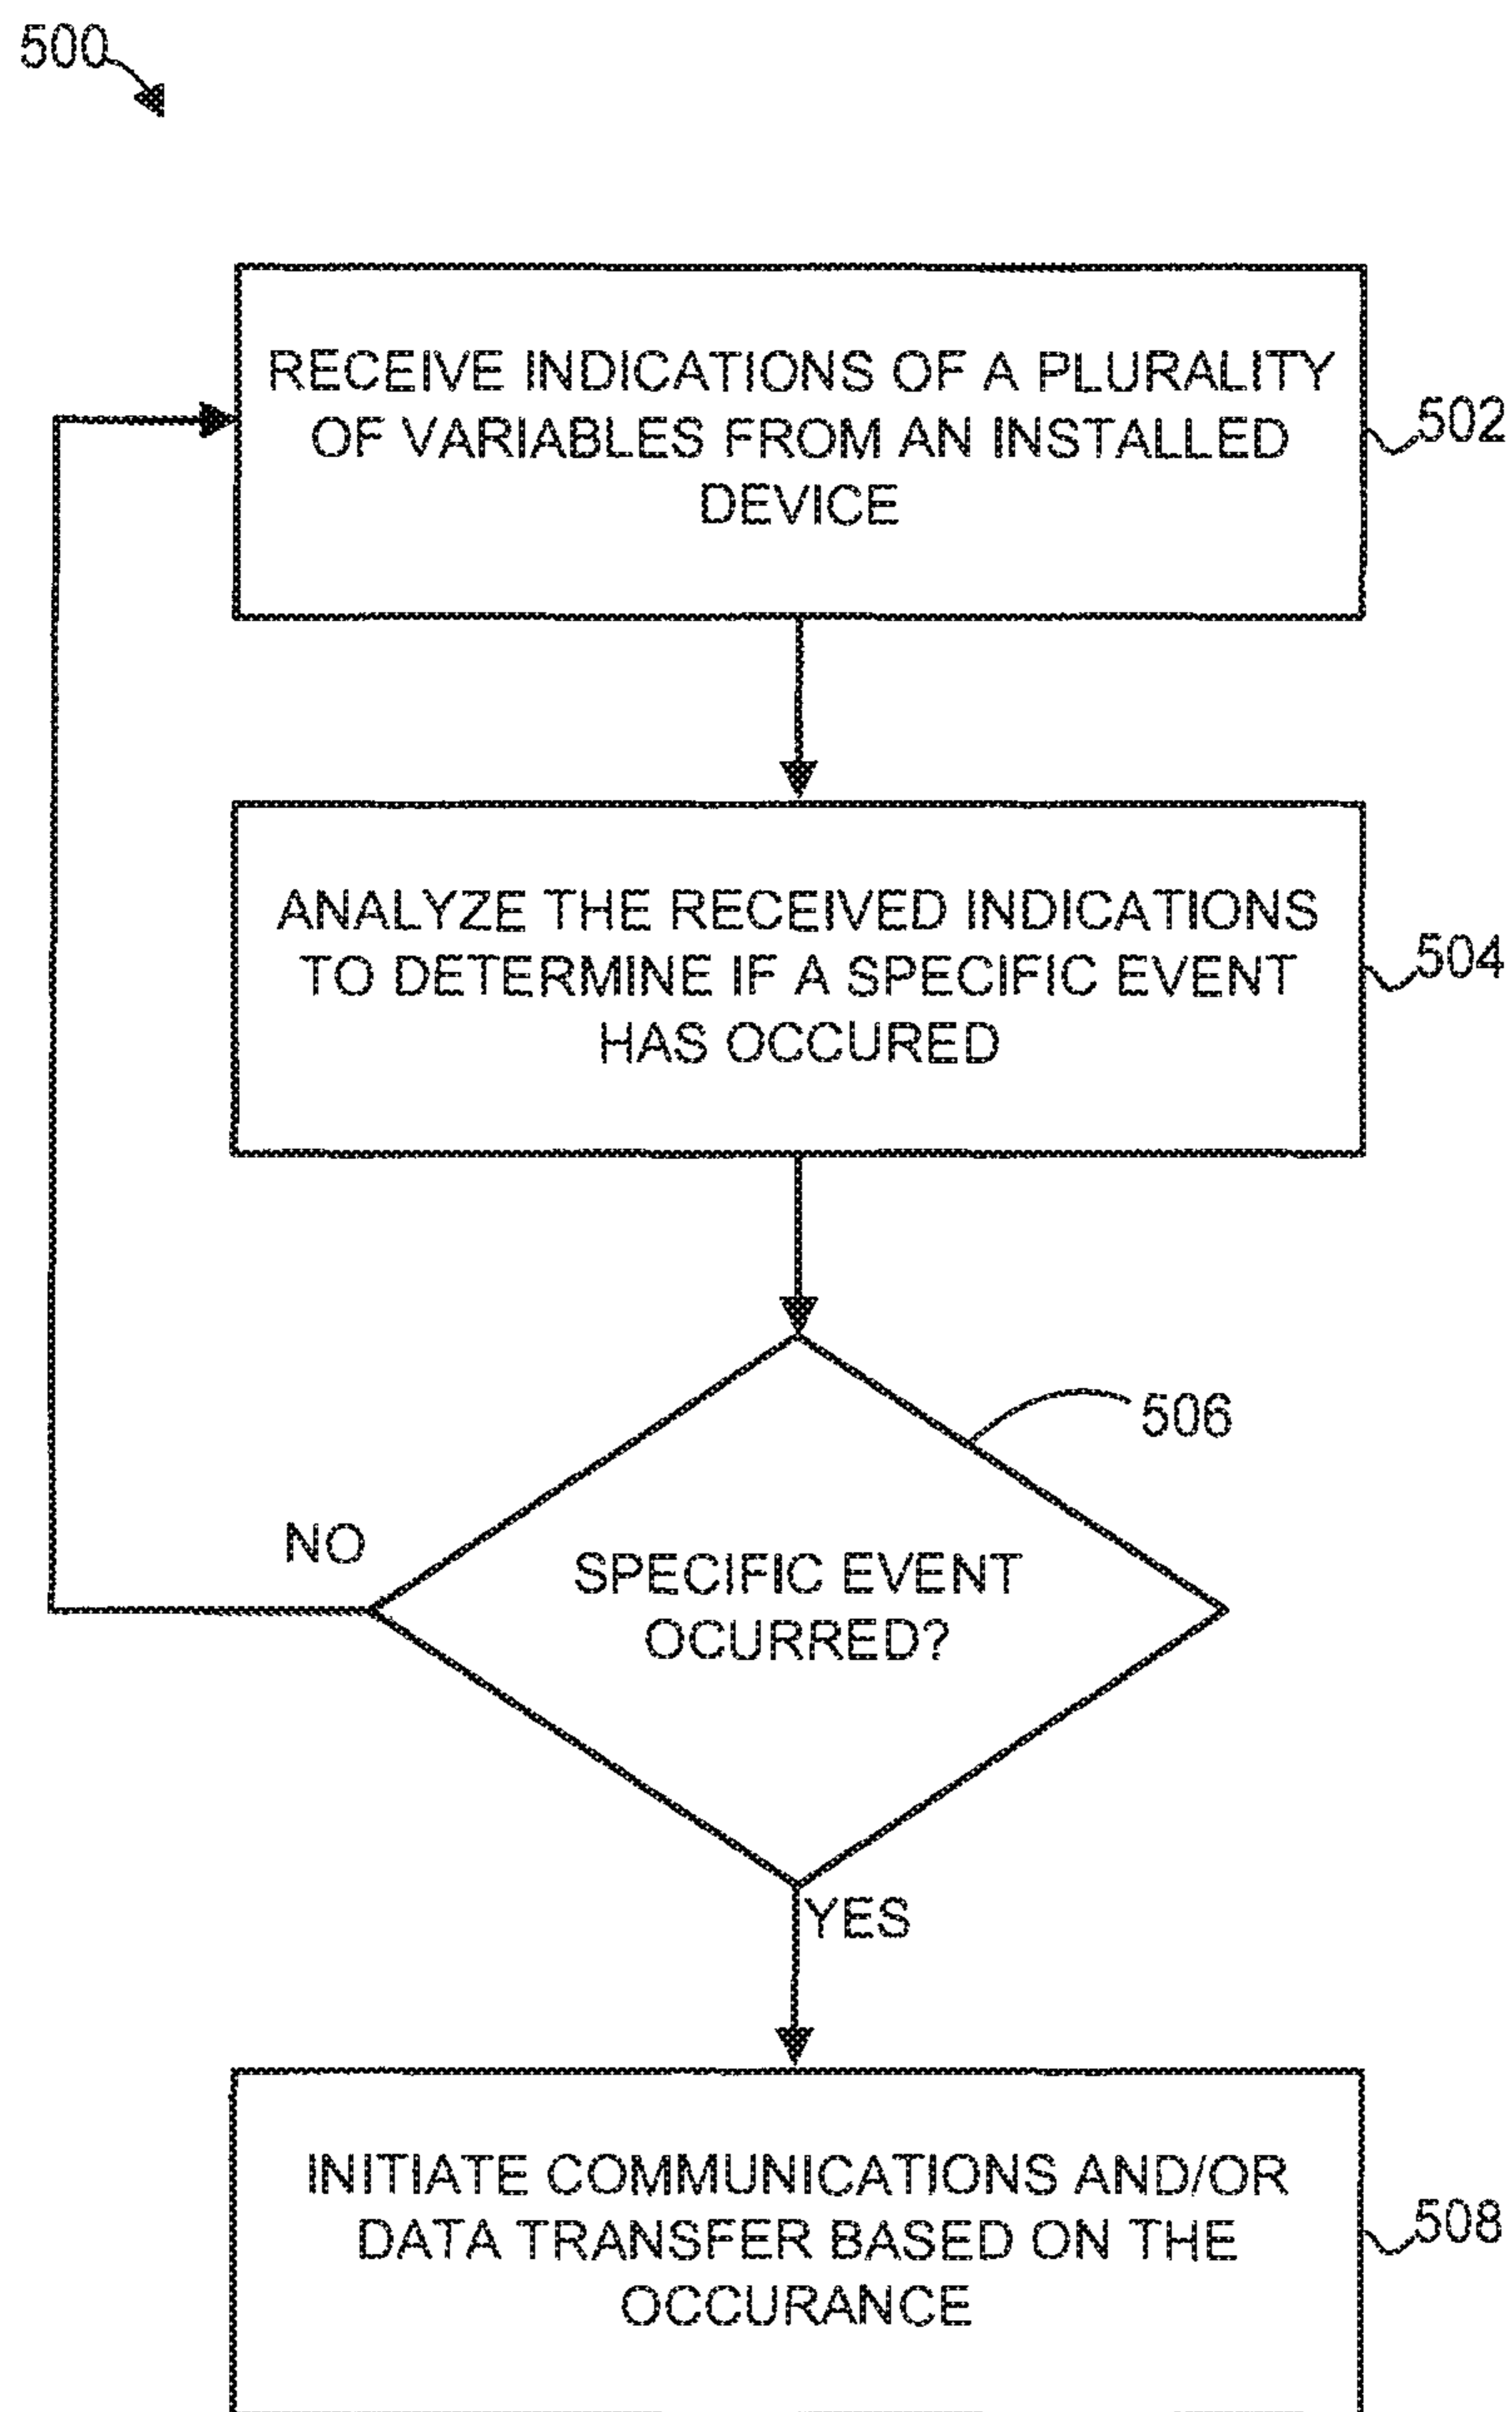 500
RECEIVE INDICATIONS OF A PLURALITY
OF VARIABLES FROM AN INSTALLED
DEVICE
502
ANALYZE THE RECEIVED INDICATIONS
TO DETERMINE IF A SPECIFIC EVENT
HAS OCCURED
504
506
NO
SPECIFIC EVENT
OCURRED?
YES
INITIATE COMMUNICATIONS AND/OR
DATA TRANSFER BASED ON THE
OCCURANCE
508